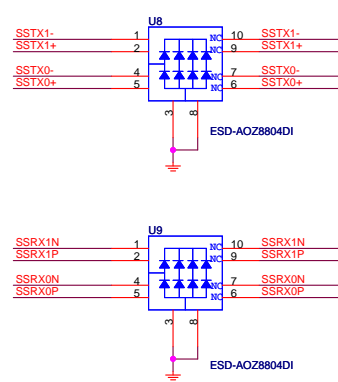 U8
SSTX1- 1 NC 10 SSTX1-
SSTX1+ 2 NC 9 SSTX1+
SSTX0- 4 NC 7 SSTX0-
SSTX0+ 5 NC 6 SSTX0+
3 8
ESD-AOZ8804DI
U9
SSRX1N 1 NC 10 SSRX1N
SSRX1P 2 NC 9 SSRX1P
SSRX0N 4 NC 7 SSRX0N
SSRX0P 5 NC 6 SSRX0P
3 8
ESD-AOZ8804DI